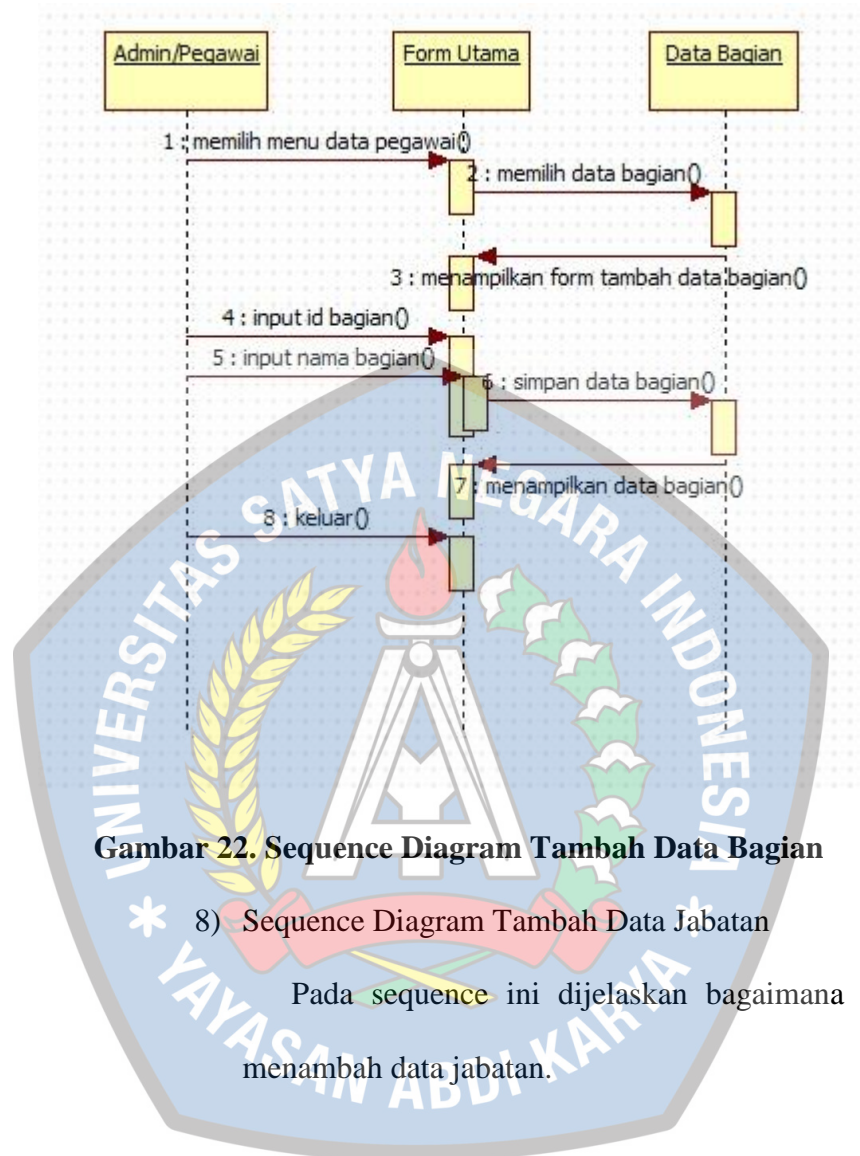 Admin/Pegawai
Form Utama
Data Bagian
1 : memilih menu data pegawai()
2 : memilih data bagian()
3 : menampilkan form tambah data bagian()
4 : input id bagian()
5 : input nama bagian()
6 : simpan data bagian()
7 : menampilkan data bagian()
8 : keluar()
UNIVERSITAS SATYA NEGARA INDONESIA
Gambar 22. Sequence Diagram Tambah Data Bagian
8) Sequence Diagram Tambah Data Jabatan
Pada sequence ini dijelaskan bagaimana
menambah data jabatan.
* YAYASAN ABDI KARYA *